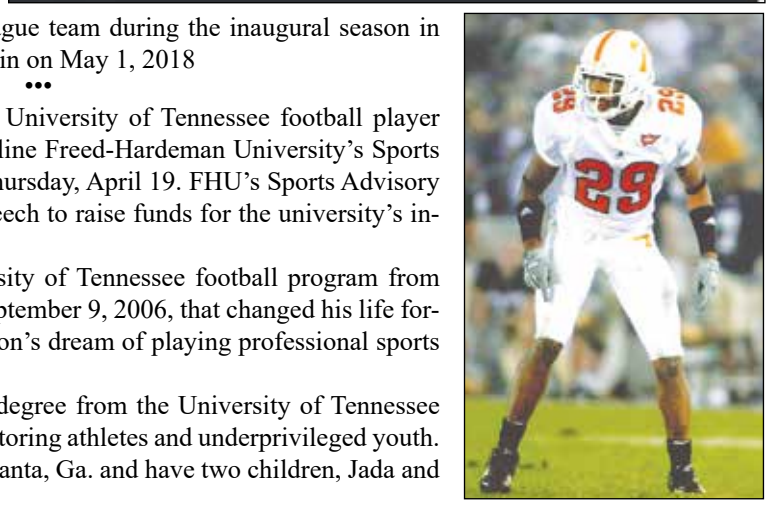 gue team during the inaugural season in
in on May 1, 2018
•••
University of Tennessee football player
line Freed-Hardeman University's Sports
hursday, April 19. FHU's Sports Advisory
eech to raise funds for the university's in-
sity of Tennessee football program from
ptember 9, 2006, that changed his life for-
on's dream of playing professional sports
degree from the University of Tennessee
toring athletes and underprivileged youth.
anta, Ga. and have two children, Jada and
29
29
29